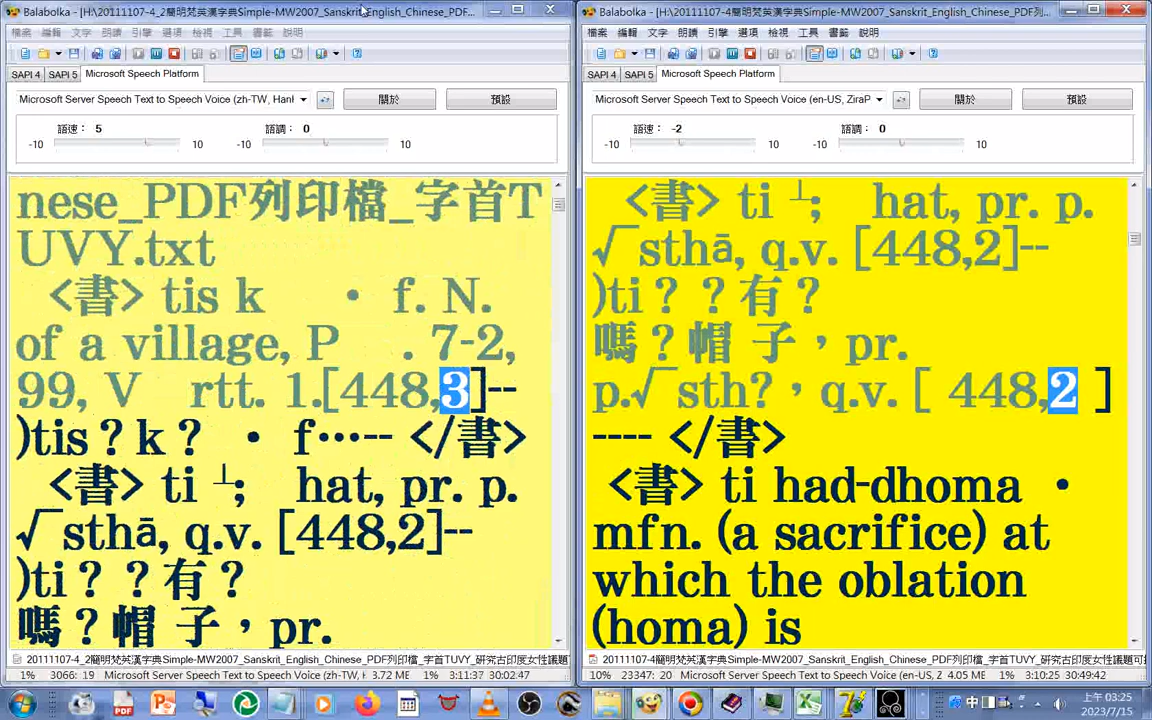 Balabolka - [H:\20111107-4_2簡明梵英漢字典Simple-MW2007_Sanskrit_English_Chinese_PDF...
檔案 編輯 文字 朗讀 引擎 選項 檢視 工具 書籤 說明
SAPI 4 SAPI 5 Microsoft Speech Platform
Microsoft Server Speech Text to Speech Voice (zh-TW, HanH 關於 預設
語速： 5 語調： 0
-10 10 -10 10
nese_PDF列印檔_字首T
UVY.txt
<書> tis k • f. N.
of a village, P . 7-2,
99, V rtt. 1.[448,3]--
)tis？k？ • f…-- </書>
<書> ti ┴; hat, pr. p.
√ sthā, q.v. [448,2]--
)ti？？有？
嗎？帽 子，pr.
20111107-4_2簡明梵英漢字典Simple-MW2007_Sanskrit_English_Chinese_PDF列印檔_字首TUVY_研究古印度女性議題
1% 3066: 19 Microsoft Server Speech Text to Speech Voice (zh-TW, H 3.72 MB 1% 3:11:37 30:02:47
Balabolka - [H:\20111107-4簡明梵英漢字典Simple-MW2007_Sanskrit_English_Chinese_PDF列...
檔案 編輯 文字 朗讀 引擎 選項 檢視 工具 書籤 說明
SAPI 4 SAPI 5 Microsoft Speech Platform
Microsoft Server Speech Text to Speech Voice (en-US, ZiraP 關於 預設
語速： -2 語調： 0
-10 10 -10 10
<書> ti ┴; hat, pr. p.
√ sthā, q.v. [448,2]--
)ti？？有？
嗎？帽 子，pr.
p.√ sth?，q.v. [ 448,2 ]
---- </書>
<書> ti had-dhoma •
mfn. (a sacrifice) at
which the oblation
(homa) is
20111107-4簡明梵英漢字典Simple-MW2007_Sanskrit_English_Chinese_PDF列印檔_字首TUVY_研究古印度女性議題可
10% 23347: 20 Microsoft Server Speech Text to Speech Voice (en-US, Z 4.05 MB 1% 3:10:25 30:49:42
中
上午 03:25
2023/7/15